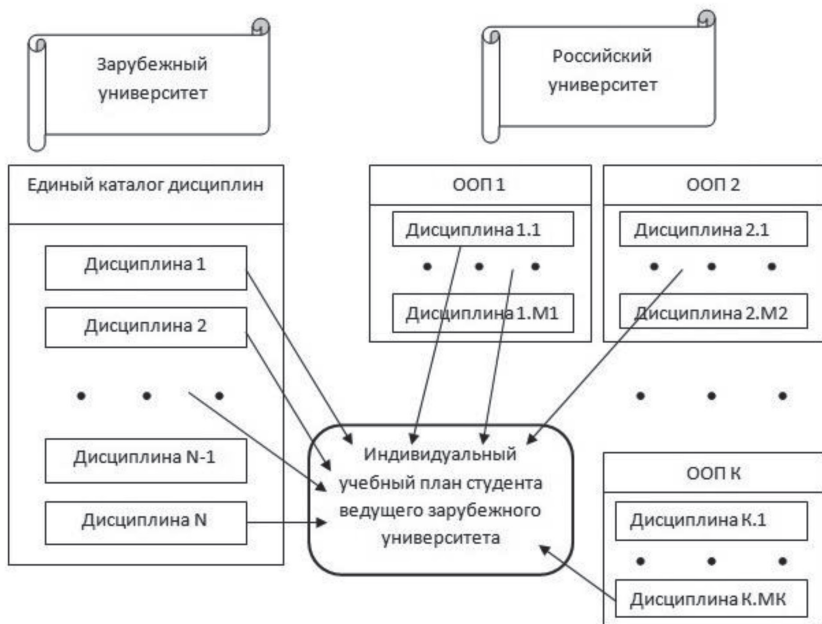 Зарубежный
университет
Российский
университет
Единый каталог дисциплин
Дисциплина 1
Дисциплина 2
Дисциплина N-1
Дисциплина N
ООП 1
Дисциплина 1.1
Дисциплина 1.М1
ООП 2
Дисциплина 2.1
Дисциплина 2.М2
ООП К
Дисциплина К.1
Дисциплина К.МК
Индивидуальный
учебный план студента
ведущего зарубежного
университета